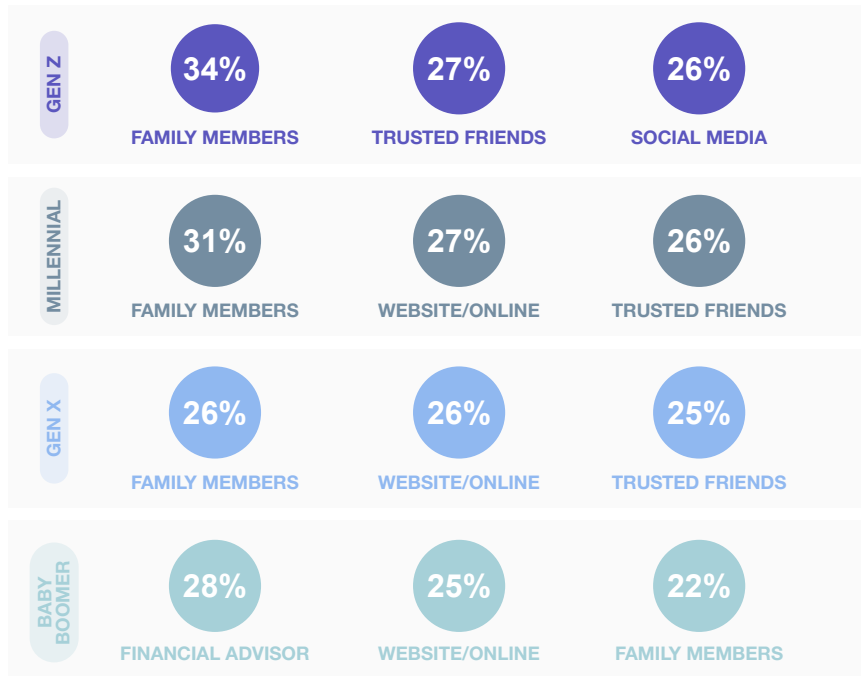 GEN Z
34%
27%
26%
FAMILY MEMBERS
TRUSTED FRIENDS
SOCIAL MEDIA
MILLENNIAL
31%
27%
26%
FAMILY MEMBERS
WEBSITE/ONLINE
TRUSTED FRIENDS
GEN X
26%
26%
25%
FAMILY MEMBERS
WEBSITE/ONLINE
TRUSTED FRIENDS
BABY
BOOMER
28%
25%
22%
FINANCIAL ADVISOR
WEBSITE/ONLINE
FAMILY MEMBERS